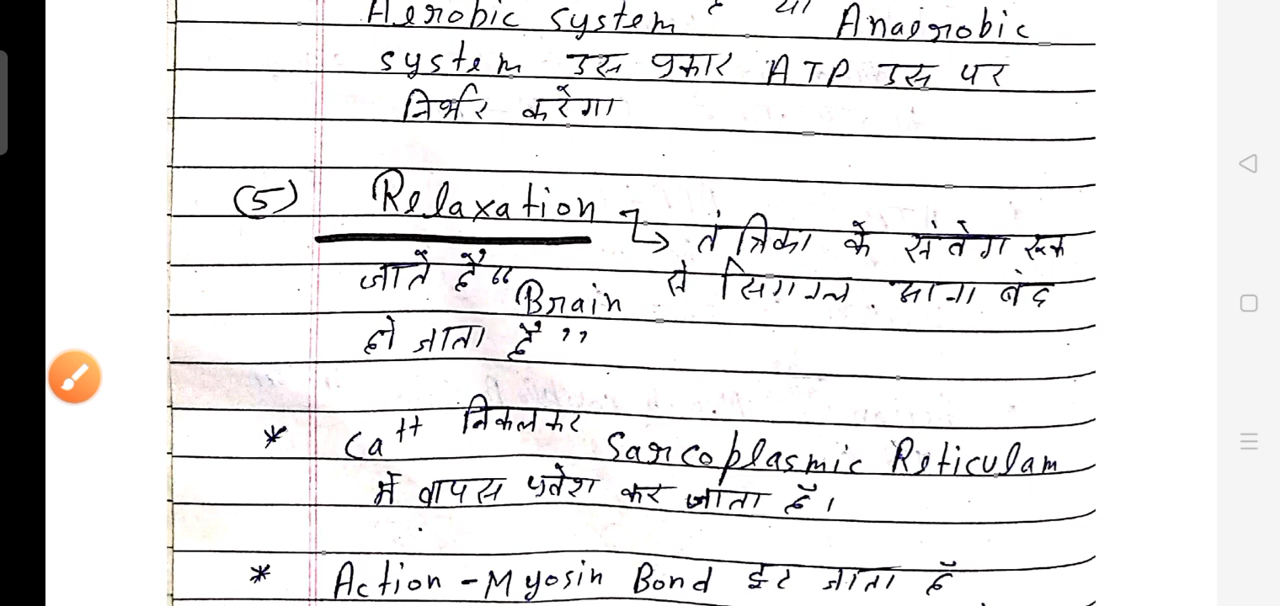 Aerobic system है या Anaerobic
system उस प्रकार ATP उस पर
निर्भर करेगा
(5) Relaxation ↳ तंत्रिका के संवेग रूक
जाते हैं “Brain से सिगनल आना बंद
हो जाता है”
* Ca++ निकलकर Sarcoplasmic Reticulam
में वापस प्रवेश कर जाता है।
* Action - Myosin Bond टुट जाता है